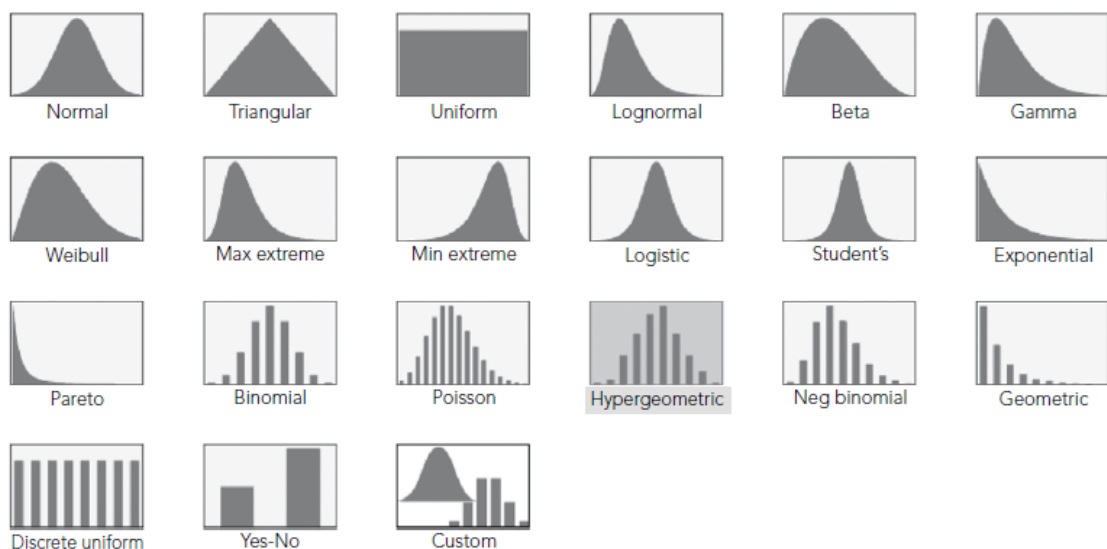 Normal
Triangular
Uniform
Lognormal
Beta
Gamma
Weibull
Max extreme
Min extreme
Logistic
Student's
Exponential
Pareto
Binomial
Poisson
Hypergeometric
Neg binomial
Geometric
Discrete uniform
Yes-No
Custom